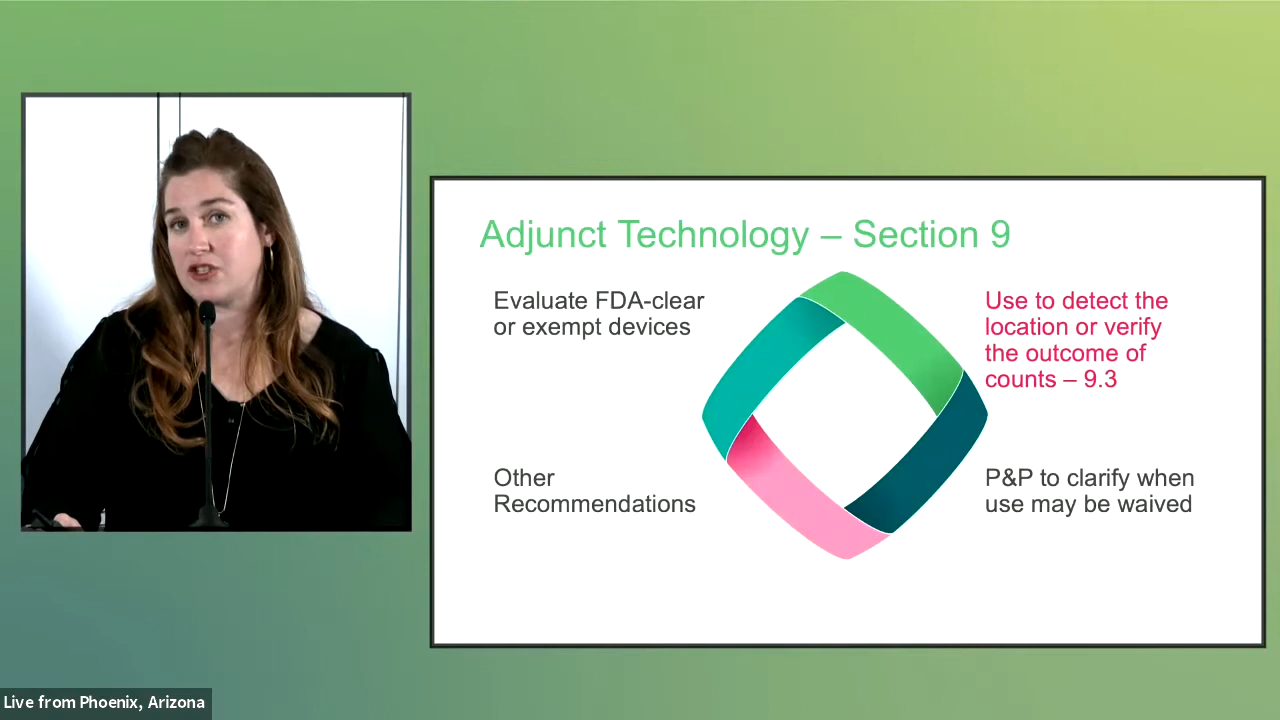 Adjunct Technology – Section 9
Evaluate FDA-clear
or exempt devices
Use to detect the
location or verify
the outcome of
counts – 9.3
Other
Recommendations
P&P to clarify when
use may be waived
Live from Phoenix, Arizona